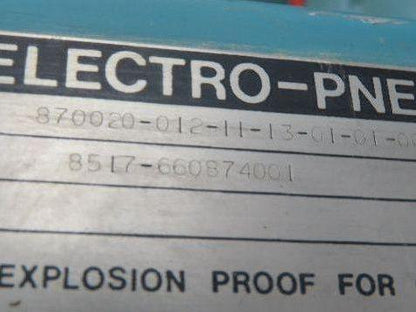 ELECTRO-PNE
870020-012-11-13-01-01-0
8517-660874001
EXPLOSION PROOF FOR